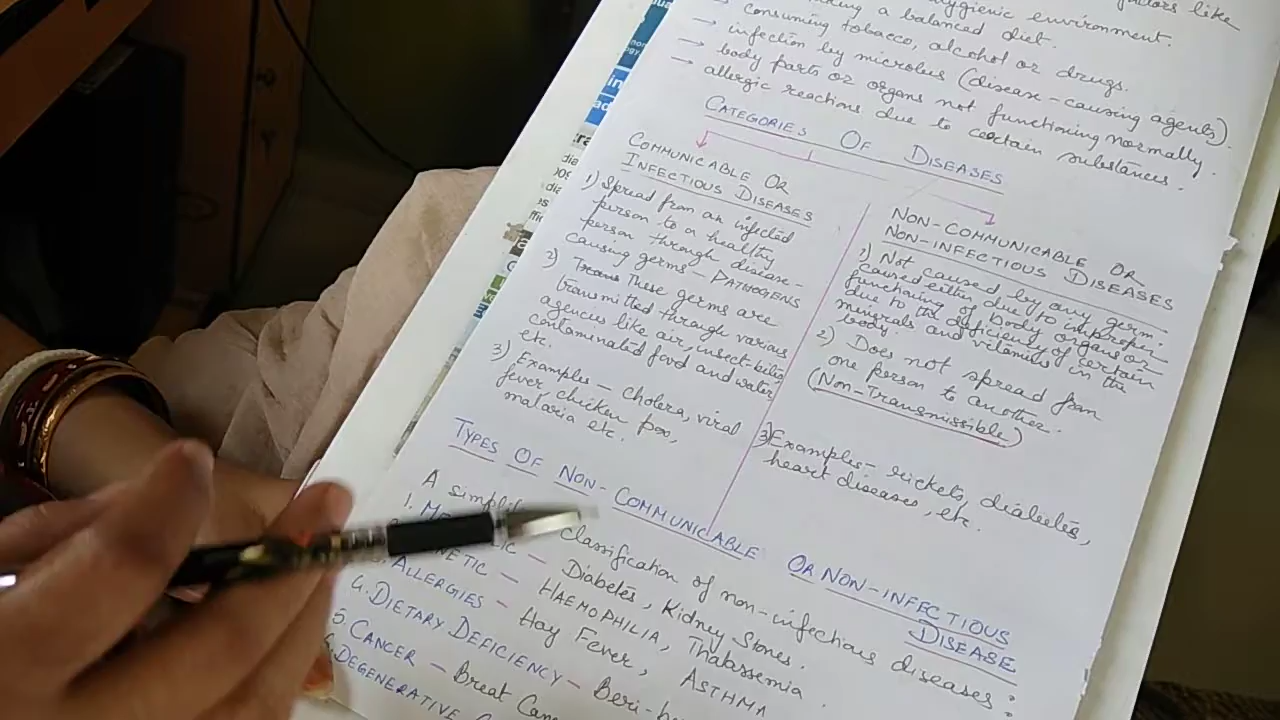 factors like
hygienic environment.
a balanced diet.
→ consuming tobacco, alcohol or drugs.
→ infection by microbes (disease-causing agents).
→ body parts or organs not functioning normally.
→ allergic reactions due to certain substances.
CATEGORIES OF DISEASES
COMMUNICABLE OR
INFECTIOUS DISEASES
1) Spread from an infected
person to a healthy
person through disease-
causing germs - PATHOGENS
2) These germs are
transmitted through various
agencies like air, insect-bites,
contaminated food and water
etc.
3) Examples - cholera, viral
fever, chicken pox,
malaria etc.
NON-COMMUNICABLE OR
NON-INFECTIOUS DISEASES
1) Not caused by any germ.
caused either due to improper
functioning of body organs or
due to the deficiency of certain
minerals and vitamins in the
body.
2) Does not spread from
one person to another.
(Non-Transmissible)
3) Examples - rickets, diabetes,
heart diseases, etc.
TYPES OF NON-COMMUNICABLE OR NON-INFECTIOUS
DISEASE
A classification of non-infectious diseases:
1. - Diabetes, Kidney Stones.
- HAEMOPHILIA, Thalassemia
ALLERGIES - Hay Fever, ASTHMA.
4. DIETARY DEFICIENCY -
5. CANCER - Breat
DEGENERATIVE